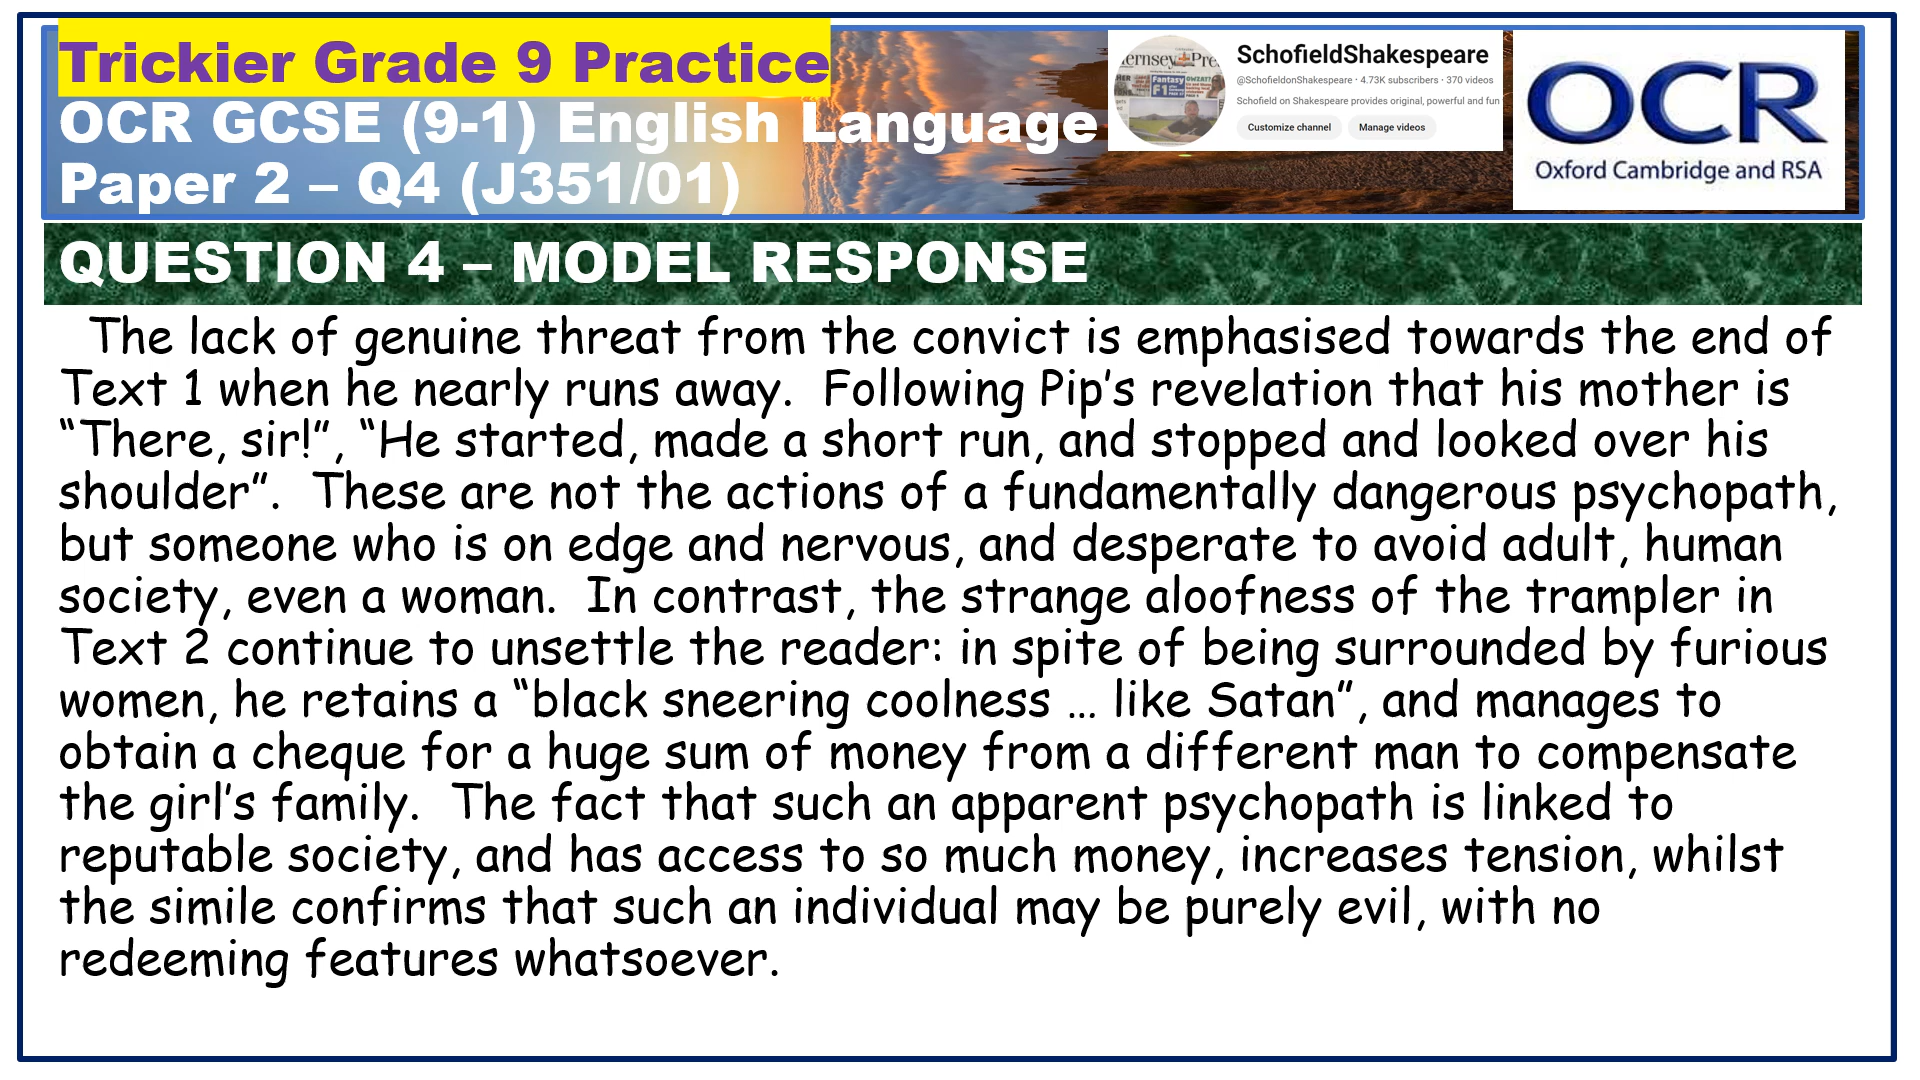 Trickier Grade 9 Practice
OCR GCSE (9-1) English Language
Paper 2 – Q4 (J351/01)
SchofieldShakespeare
@SchofieldonShakespeare · 4.73K subscribers · 370 videos
Schofield on Shakespeare provides original, powerful and fun
Customize channel
Manage videos
OCR
Oxford Cambridge and RSA
QUESTION 4 – MODEL RESPONSE
The lack of genuine threat from the convict is emphasised towards the end of
Text 1 when he nearly runs away. Following Pip’s revelation that his mother is
“There, sir!”, “He started, made a short run, and stopped and looked over his
shoulder”. These are not the actions of a fundamentally dangerous psychopath,
but someone who is on edge and nervous, and desperate to avoid adult, human
society, even a woman. In contrast, the strange aloofness of the trampler in
Text 2 continue to unsettle the reader: in spite of being surrounded by furious
women, he retains a “black sneering coolness … like Satan”, and manages to
obtain a cheque for a huge sum of money from a different man to compensate
the girl’s family. The fact that such an apparent psychopath is linked to
reputable society, and has access to so much money, increases tension, whilst
the simile confirms that such an individual may be purely evil, with no
redeeming features whatsoever.